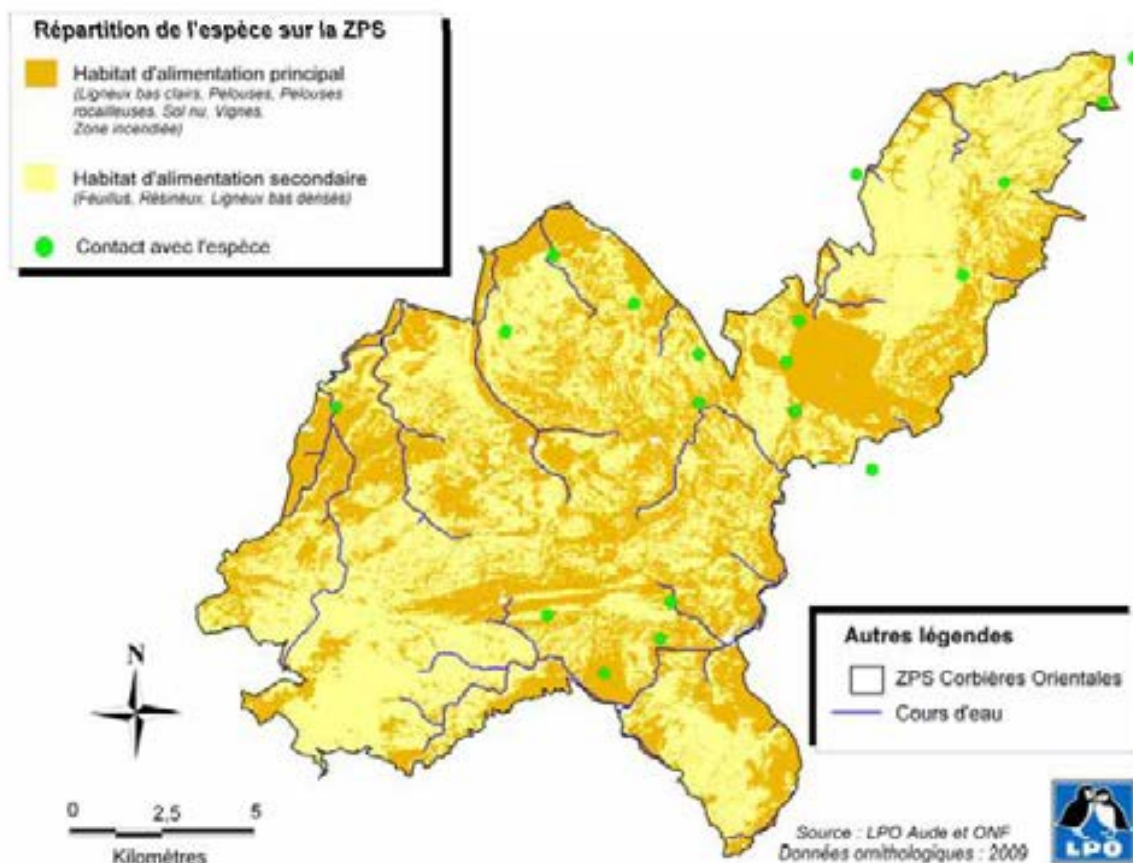 Répartition de l'espèce sur la ZPS
Habitat d'alimentation principal
(Ligneux bas clairs, Pelouses, Pelouses
rocailleuses, Sol nu, Vignes,
Zone incendiée)
Habitat d'alimentation secondaire
(Feuillus, Résineux, Ligneux bas denses)
Contact avec l'espèce
N
0 2,5 5
Kilomètres
Autres légendes
ZPS Corbières Orientales
Cours d'eau
Source : LPO Aude et ONF
Données ornithologiques : 2009
LPO